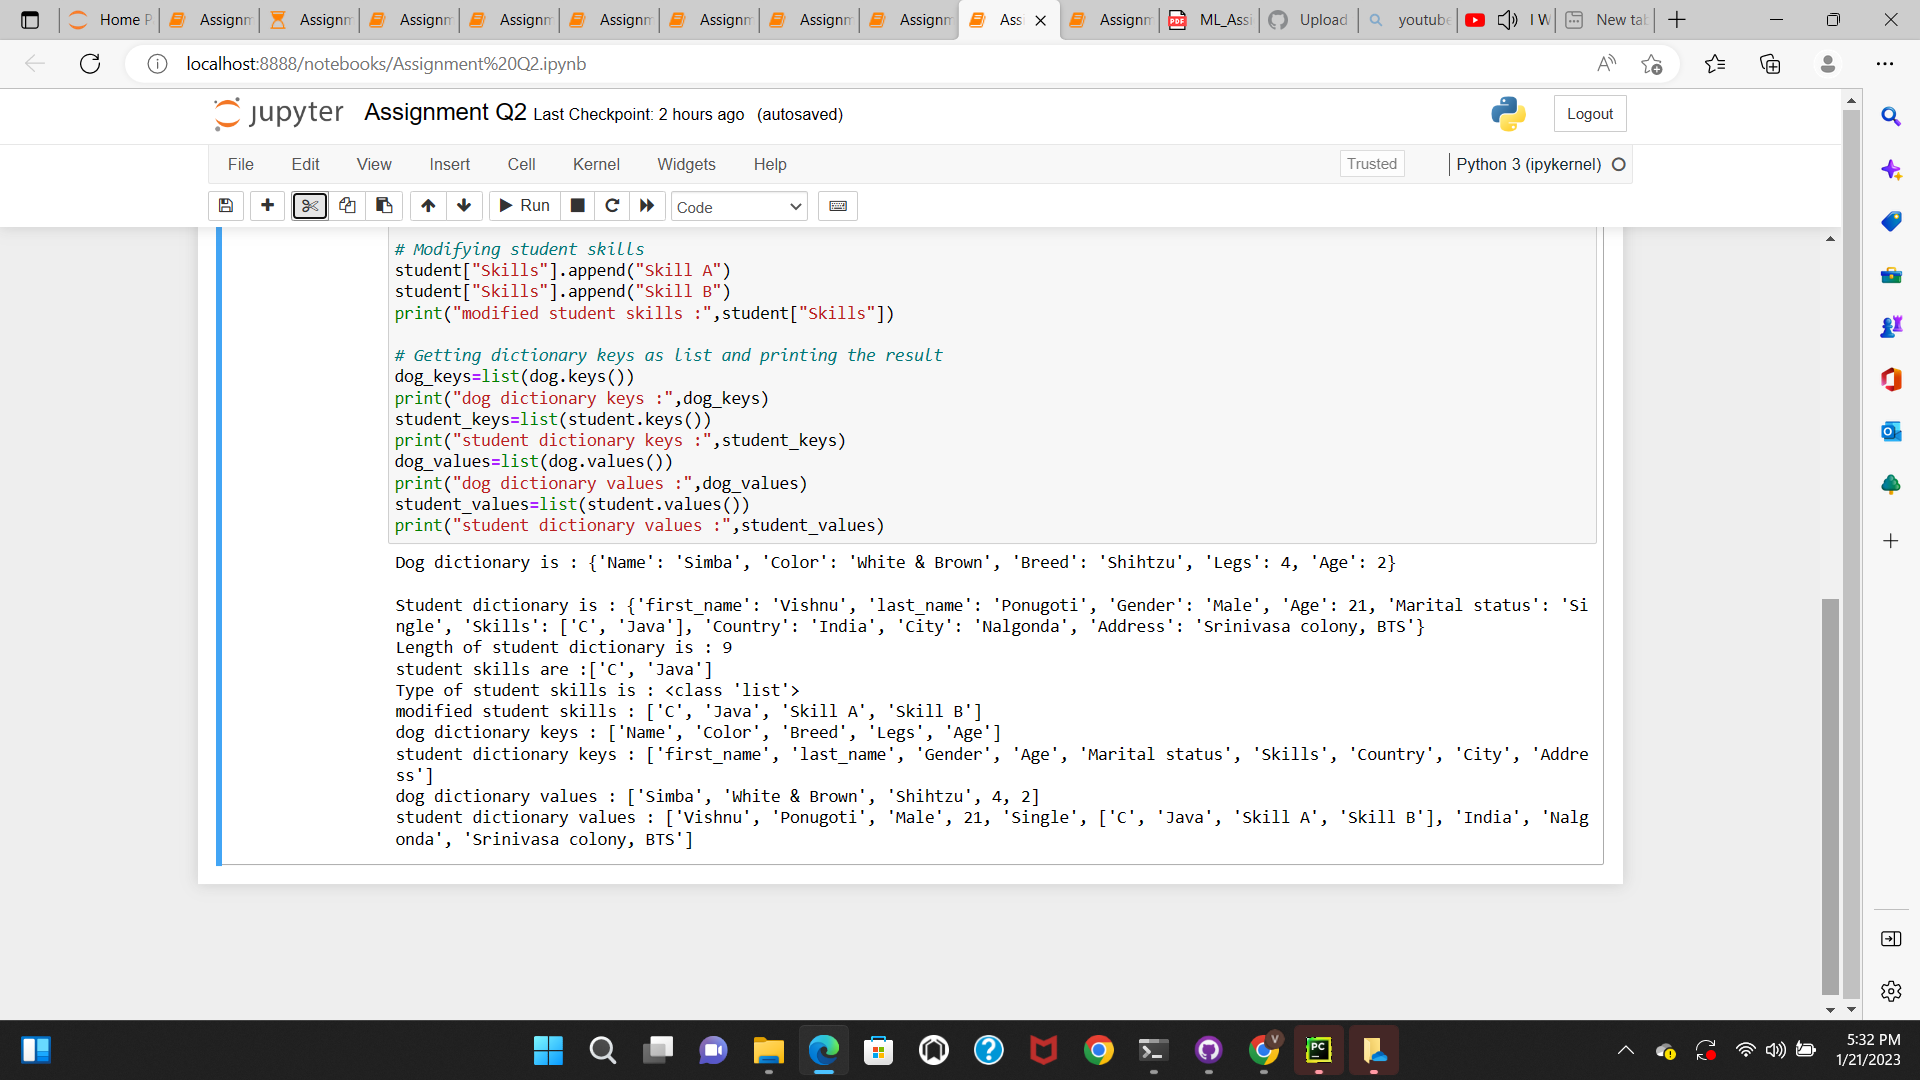 Home P Assignm Assignm Assignm Assignm Assignm Assignm Assignm Assignm Ass Assignm ML_Assi Upload youtube I W New tab
localhost:8888/notebooks/Assignment%20Q2.ipynb
jupyter Assignment Q2 Last Checkpoint: 2 hours ago (autosaved) Logout
File Edit View Insert Cell Kernel Widgets Help Trusted Python 3 (ipykernel)
Run Code
# Modifying student skills
student["Skills"].append("Skill A")
student["Skills"].append("Skill B")
print("modified student skills :",student["Skills"])
# Getting dictionary keys as list and printing the result
dog_keys=list(dog.keys())
print("dog dictionary keys :",dog_keys)
student_keys=list(student.keys())
print("student dictionary keys :",student_keys)
dog_values=list(dog.values())
print("dog dictionary values :",dog_values)
student_values=list(student.values())
print("student dictionary values :",student_values)
Dog dictionary is : {'Name': 'Simba', 'Color': 'White & Brown', 'Breed': 'Shihtzu', 'Legs': 4, 'Age': 2}
Student dictionary is : {'first_name': 'Vishnu', 'last_name': 'Ponugoti', 'Gender': 'Male', 'Age': 21, 'Marital status': 'Si
ngle', 'Skills': ['C', 'Java'], 'Country': 'India', 'City': 'Nalgonda', 'Address': 'Srinivasa colony, BTS'}
Length of student dictionary is : 9
student skills are :['C', 'Java']
Type of student skills is : <class 'list'>
modified student skills : ['C', 'Java', 'Skill A', 'Skill B']
dog dictionary keys : ['Name', 'Color', 'Breed', 'Legs', 'Age']
student dictionary keys : ['first_name', 'last_name', 'Gender', 'Age', 'Marital status', 'Skills', 'Country', 'City', 'Addre
ss']
dog dictionary values : ['Simba', 'White & Brown', 'Shihtzu', 4, 2]
student dictionary values : ['Vishnu', 'Ponugoti', 'Male', 21, 'Single', ['C', 'Java', 'Skill A', 'Skill B'], 'India', 'Nalg
onda', 'Srinivasa colony, BTS']
5:32 PM
1/21/2023